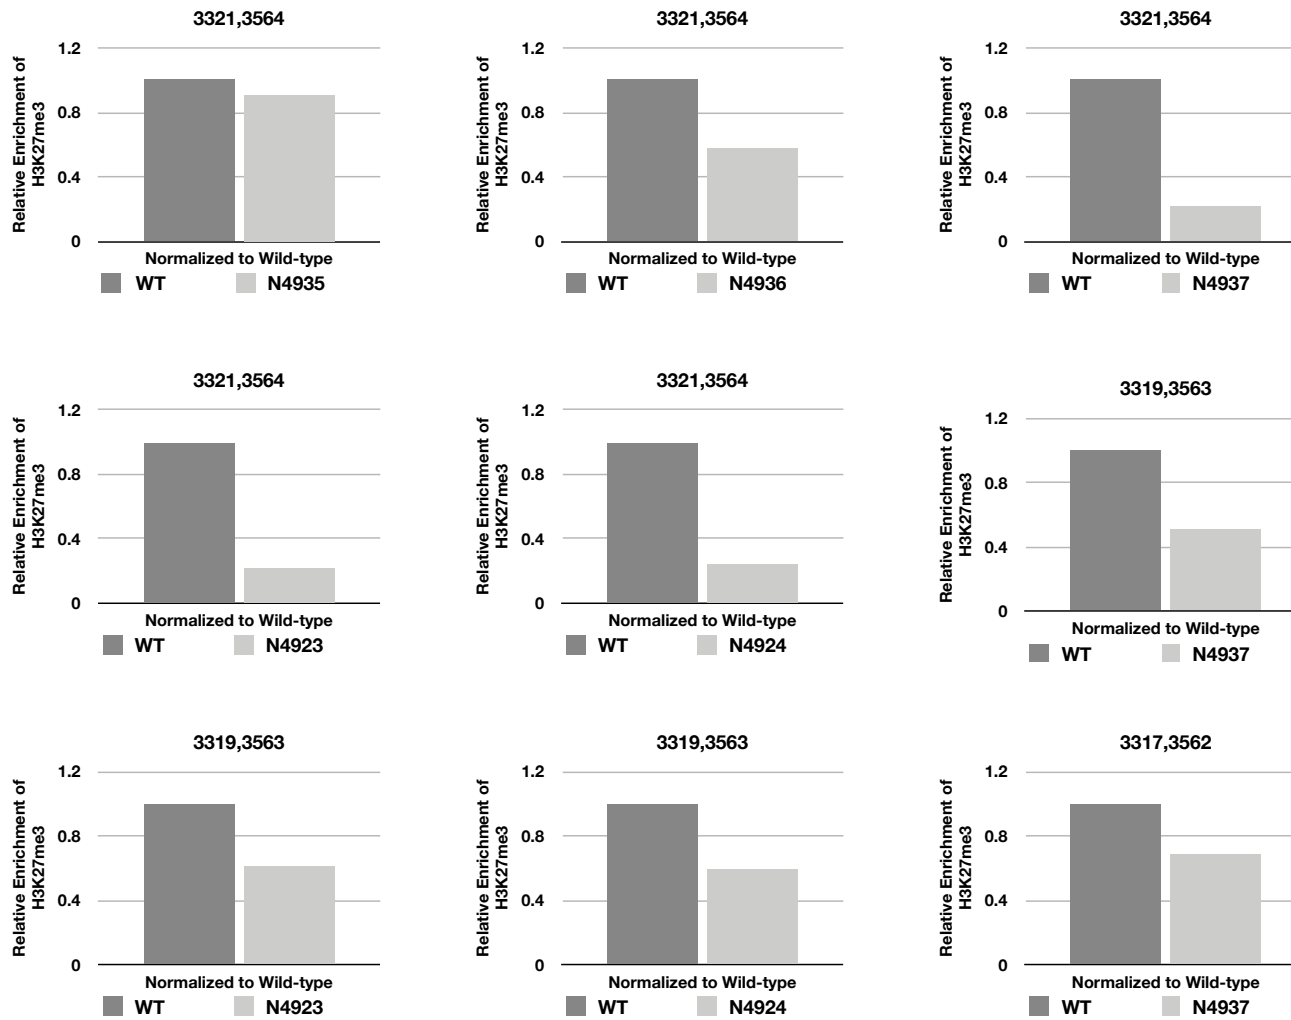 3321,3564
Relative Enrichment of
H3K27me3
1.2
0.8
0.4
0
Normalized to Wild-type
WT N4935
3321,3564
Relative Enrichment of
H3K27me3
1.2
0.8
0.4
0
Normalized to Wild-type
WT N4936
3321,3564
Relative Enrichment of
H3K27me3
1.2
0.8
0.4
0
Normalized to Wild-type
WT N4937
3321,3564
Relative Enrichment of
H3K27me3
1.2
0.8
0.4
0
Normalized to Wild-type
WT N4923
3321,3564
Relative Enrichment of
H3K27me3
1.2
0.8
0.4
0
Normalized to Wild-type
WT N4924
3319,3563
Relative Enrichment of
H3K27me3
1.2
0.8
0.4
0
Normalized to Wild-type
WT N4937
3319,3563
Relative Enrichment of
H3K27me3
1.2
0.8
0.4
0
Normalized to Wild-type
WT N4923
3319,3563
Relative Enrichment of
H3K27me3
1.2
0.8
0.4
0
Normalized to Wild-type
WT N4924
3317,3562
Relative Enrichment of
H3K27me3
1.2
0.8
0.4
0
Normalized to Wild-type
WT N4937